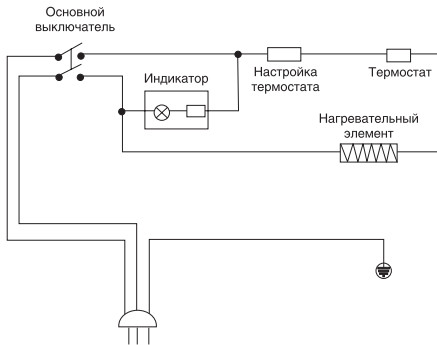 Основной
выключатель
Индикатор
Настройка
термостата
Термостат
Нагревательный
элемент